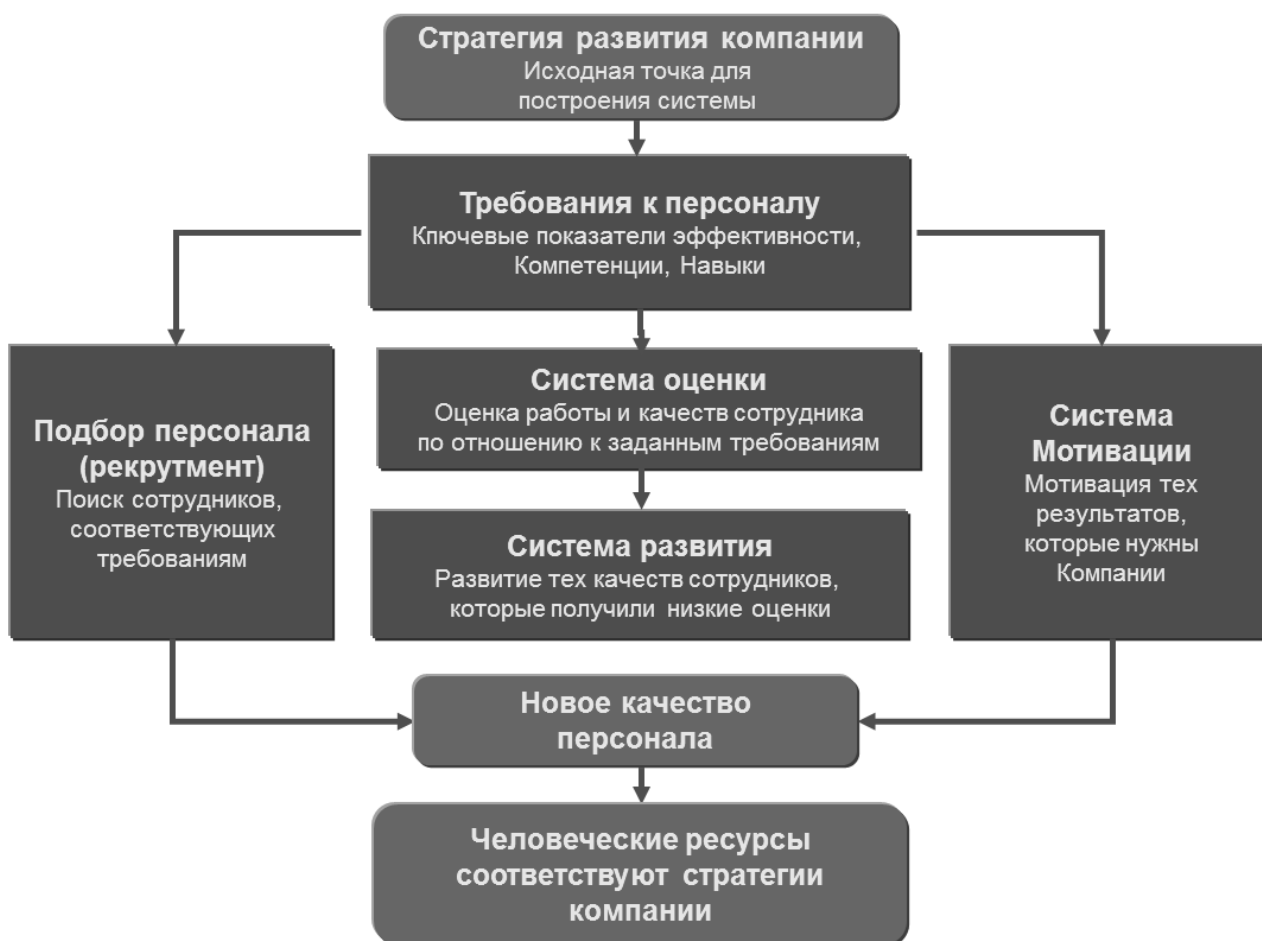 Стратегия развития компании
Исходная точка для
построения системы
Требования к персоналу
Ключевые показатели эффективности,
Компетенции, Навыки
Подбор персонала
(рекрутмент)
Поиск сотрудников,
соответствующих
требованиям
Система оценки
Оценка работы и качеств сотрудника
по отношению к заданным требованиям
Система развития
Развитие тех качеств сотрудников,
которые получили низкие оценки
Система
Мотивации
Мотивация тех
результатов,
которые нужны
Компании
Новое качество
персонала
Человеческие ресурсы
соответствуют стратегии
компании